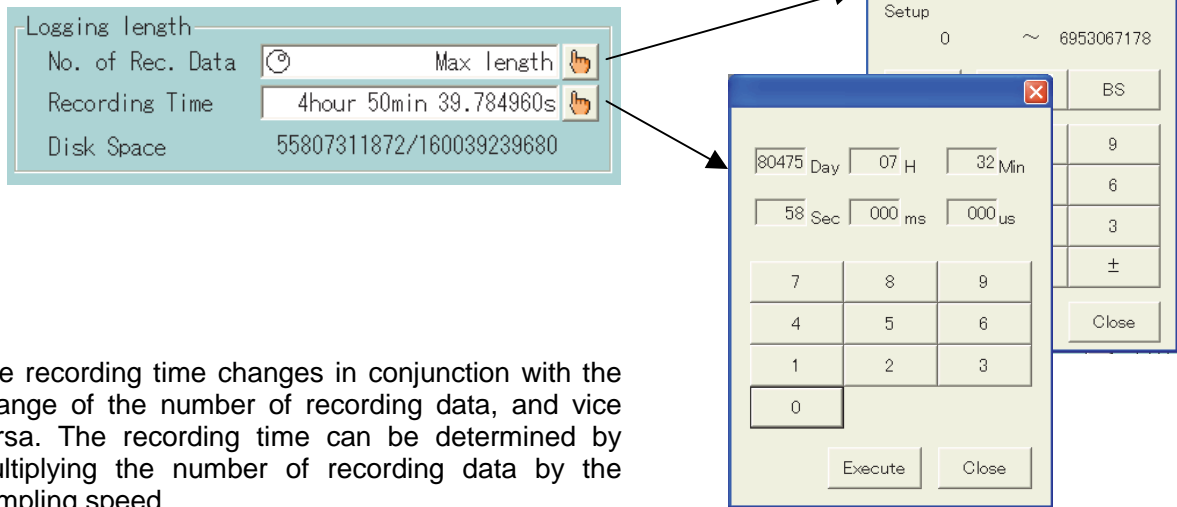 Logging length
No. of Rec. Data Max length
Recording Time 4hour 50min 39.784960s
Disk Space 55807311872/160039239680
Setup
0 ～ 6953067178
BS
9
6
3
±
Close
80475 Day 07 H 32 Min
58 Sec 000 ms 000 us
7 8 9
4 5 6
1 2 3
0
Execute Close
e recording time changes in conjunction with the
ange of the number of recording data, and vice
rsa. The recording time can be determined by
ultiplying the number of recording data by the
mpling speed